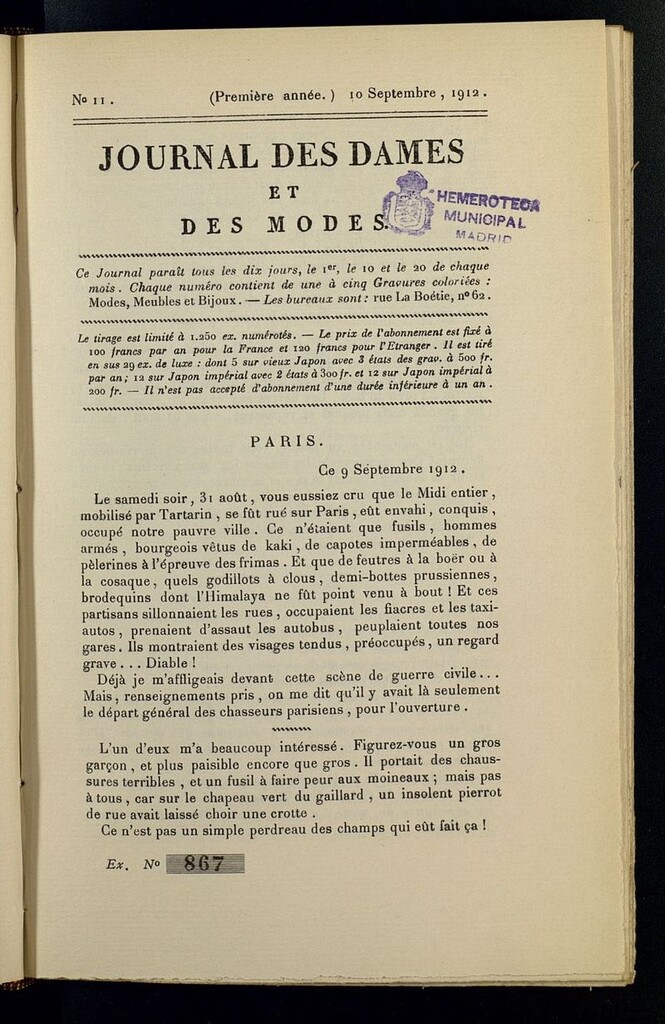 No 11. (Première année.) 10 Septembre, 1912.
JOURNAL DES DAMES
ET
DES MODES.
HEMEROTECA
MUNICIPAL
MADRID
Ce Journal paraît tous les dix jours, le 1er, le 10 et le 20 de chaque
mois. Chaque numéro contient de une à cinq Gravures coloriées :
Modes, Meubles et Bijoux. — Les bureaux sont : rue La Boétie, nº 62.
Le tirage est limité à 1.250 ex. numérotés. — Le prix de l'abonnement est fixé à
100 francs par an pour la France et 120 francs pour l'Etranger. Il est tiré
en sus 29 ex. de luxe : dont 5 sur vieux Japon avec 3 états des grav. à 500 fr.
par an; 12 sur Japon impérial avec 2 états à 300 fr. et 12 sur Japon impérial à
200 fr. — Il n'est pas accepté d'abonnement d'une durée inférieure à un an.
PARIS.
Ce 9 Septembre 1912.
Le samedi soir, 31 août, vous eussiez cru que le Midi entier,
mobilisé par Tartarin, se fût rué sur Paris, eût envahi, conquis,
occupé notre pauvre ville. Ce n'étaient que fusils, hommes
armés, bourgeois vêtus de kaki, de capotes imperméables, de
pèlerines à l'épreuve des frimas. Et que de feutres à la boër ou à
la cosaque, quels godillots à clous, demi-bottes prussiennes,
brodequins dont l'Himalaya ne fût point venu à bout ! Et ces
partisans sillonnaient les rues, occupaient les fiacres et les taxi-
autos, prenaient d'assaut les autobus, peuplaient toutes nos
gares. Ils montraient des visages tendus, préoccupés, un regard
grave... Diable !
Déjà je m'affligeais devant cette scène de guerre civile...
Mais, renseignements pris, on me dit qu'il y avait là seulement
le départ général des chasseurs parisiens, pour l'ouverture.
L'un d'eux m'a beaucoup intéressé. Figurez-vous un gros
garçon, et plus paisible encore que gros. Il portait des chaus-
sures terribles, et un fusil à faire peur aux moineaux; mais pas
à tous, car sur le chapeau vert du gaillard, un insolent pierrot
de rue avait laissé choir une crotte.
Ce n'est pas un simple perdreau des champs qui eût fait ça !
Ex. No 867